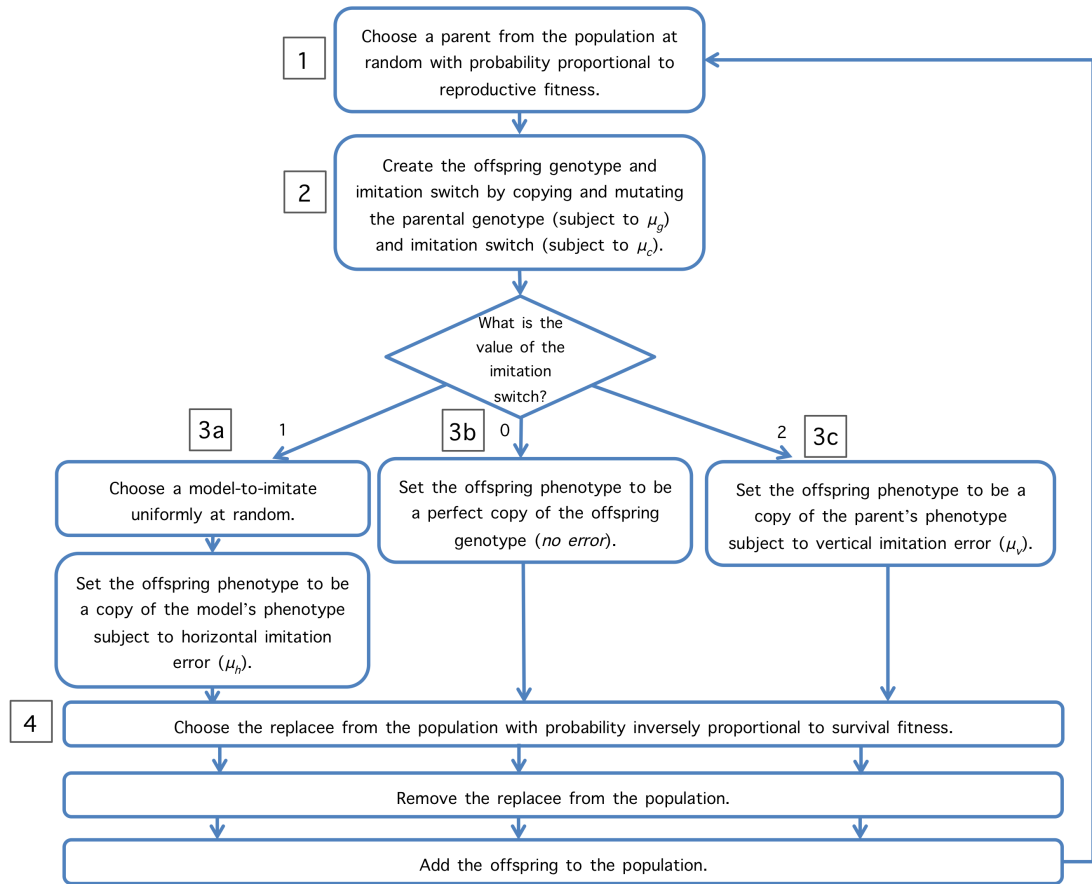 1
Choose a parent from the population at
random with probability proportional to
reproductive fitness.
2
Create the offspring genotype and
imitation switch by copying and mutating
the parental genotype (subject to μg)
and imitation switch (subject to μc).
What is the
value of the
imitation
switch?
3a
1
3b
0
2
3c
Choose a model-to-imitate
uniformly at random.
Set the offspring phenotype to be
a copy of the model's phenotype
subject to horizontal imitation
error (μh).
Set the offspring phenotype to be
a perfect copy of the offspring
genotype (no error).
Set the offspring phenotype to be a
copy of the parent's phenotype
subject to vertical imitation error (μv).
4
Choose the replacee from the population with probability inversely proportional to survival fitness.
Remove the replacee from the population.
Add the offspring to the population.